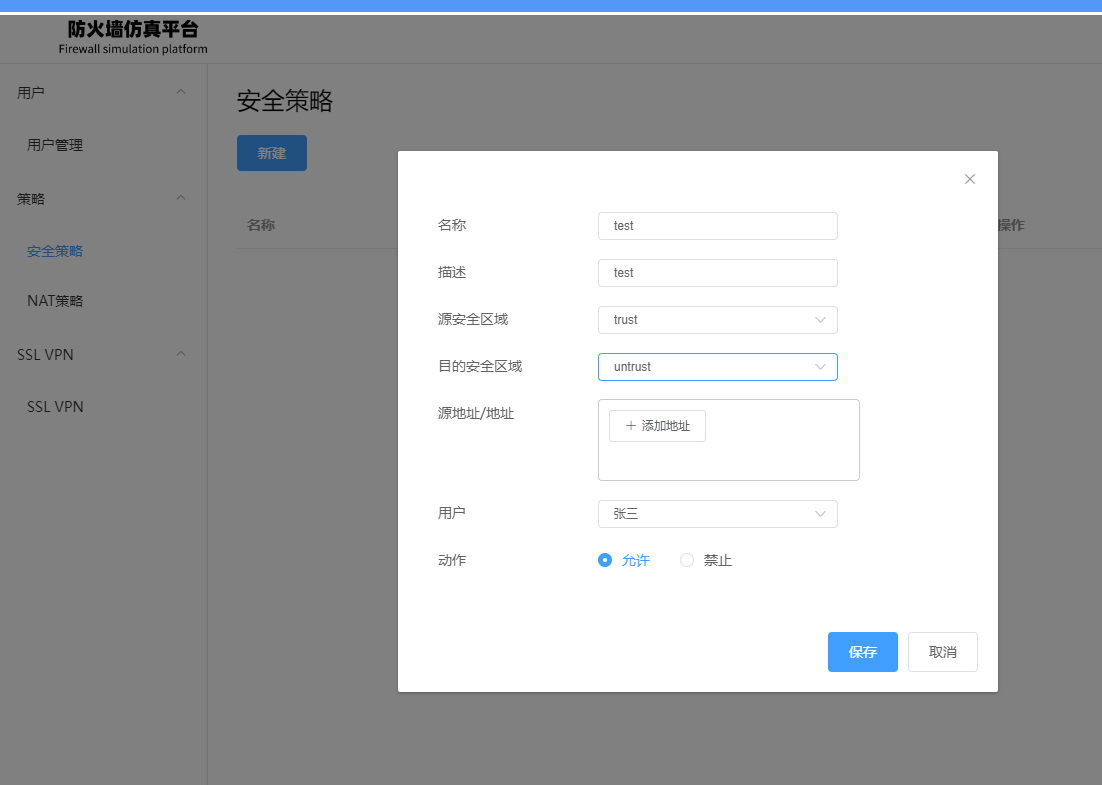 防火墙仿真平台
Firewall simulation platform
用户
用户管理
策略
安全策略
NAT策略
SSL VPN
SSL VPN
安全策略
新建
名称
操作
名称 test
描述 test
源安全区域 trust
目的安全区域 untrust
源地址/地址 添加地址
用户 张三
动作 允许 禁止
保存 取消